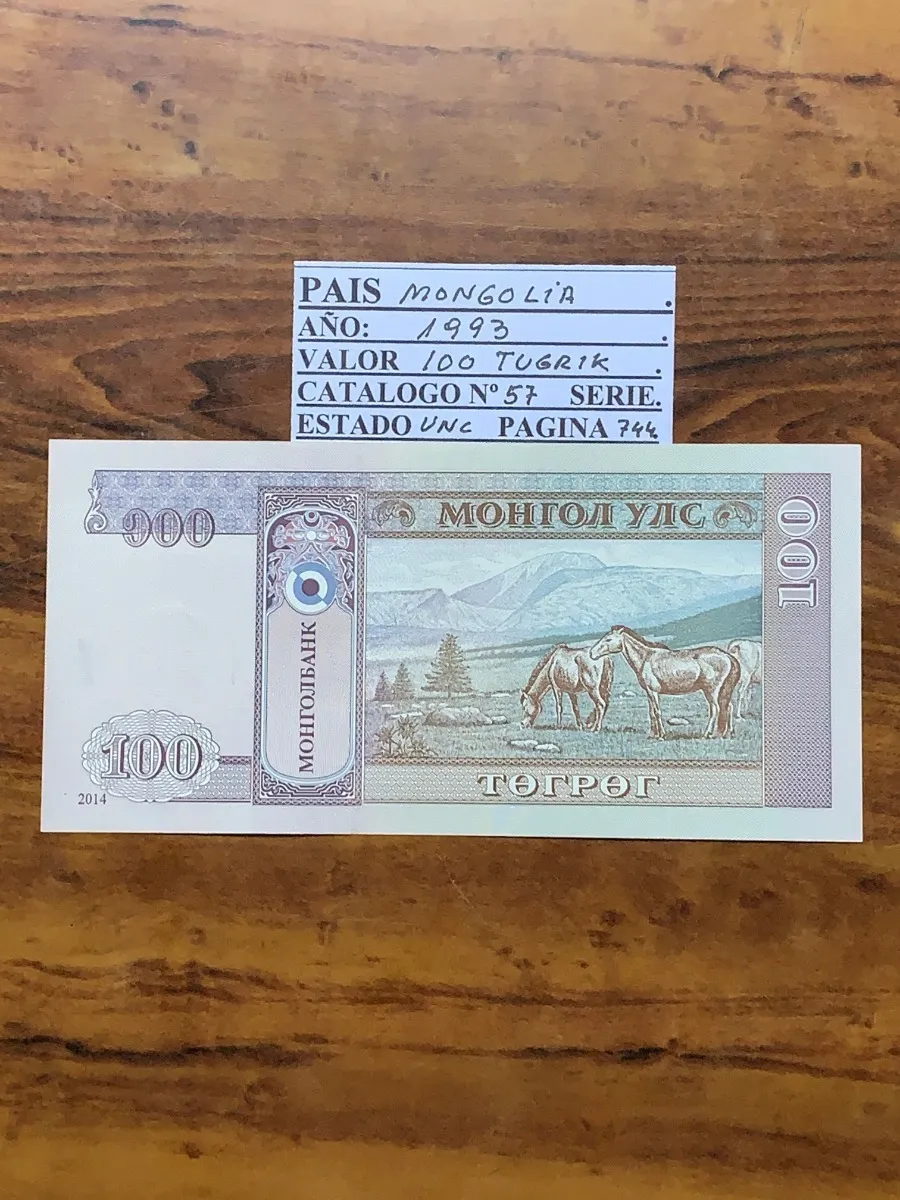 PAIS MONGOLIA .
AÑO: 1993 .
VALOR 100 TUGRIK .
CATALOGO Nº 57 SERIE.
ESTADO UNC PAGINA 744
100
МОНГОЛ УЛС
100
МОНГОЛБАНК
100
ТӨГРӨГ
2014